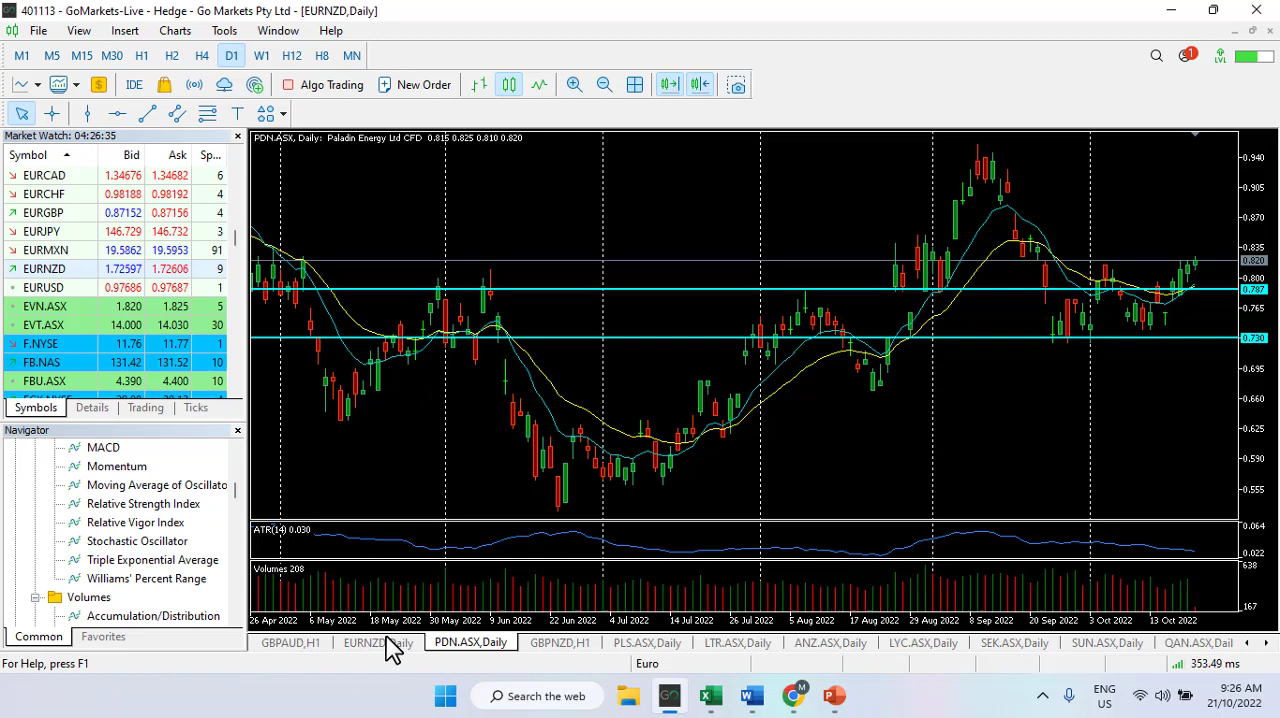 401113 - GoMarkets-Live - Hedge - Go Markets Pty Ltd - [EURNZD,Daily]
File View Insert Charts Tools Window Help
M1 M5 M15 M30 H1 H2 H4 D1 W1 H12 H8 MN
1 LVL
IDE Algo Trading New Order
Market Watch: 04:26:35
Symbol Bid Ask Sp...
EURCAD 1.34676 1.34682 6
EURCHF 0.98188 0.98192 4
EURGBP 0.87152 0.87156 4
EURJPY 146.729 146.732 3
EURMXN 19.5862 19.5953 91
EURNZD 1.72597 1.72606 9
EURUSD 0.97686 0.97687 1
EVN.ASX 1.820 1.825 5
EVT.ASX 14.000 14.030 30
F.NYSE 11.76 11.77 1
FB.NAS 131.42 131.52 10
FBU.ASX 4.390 4.400 10
Symbols Details Trading Ticks
Navigator
MACD
Momentum
Moving Average of Oscillato
Relative Strength Index
Relative Vigor Index
Stochastic Oscillator
Triple Exponential Average
Williams' Percent Range
Volumes
Accumulation/Distribution
Common Favorites
PDN.ASX, Daily: Paladin Energy Ltd CFD 0.815 0.825 0.810 0.820
0.940
0.905
0.870
0.835
0.820
0.800
0.787
0.765
0.730
0.695
0.660
0.625
0.590
0.555
ATR(14) 0.030
0.064
0.022
Volumes 208
638
167
26 Apr 2022 6 May 2022 18 May 2022 30 May 2022 9 Jun 2022 22 Jun 2022 4 Jul 2022 14 Jul 2022 26 Jul 2022 5 Aug 2022 17 Aug 2022 29 Aug 2022 8 Sep 2022 20 Sep 2022 3 Oct 2022 13 Oct 2022
GBPAUD,H1 EURNZD,Daily PDN.ASX,Daily GBPNZD,H1 PLS.ASX,Daily LTR.ASX,Daily ANZ.ASX,Daily LYC.ASX,Daily SEK.ASX,Daily SUN.ASX,Daily QAN.ASX,Dail
For Help, press F1 Euro 353.49 ms
GO Search the web M
ENG
US
9:26 AM
21/10/2022